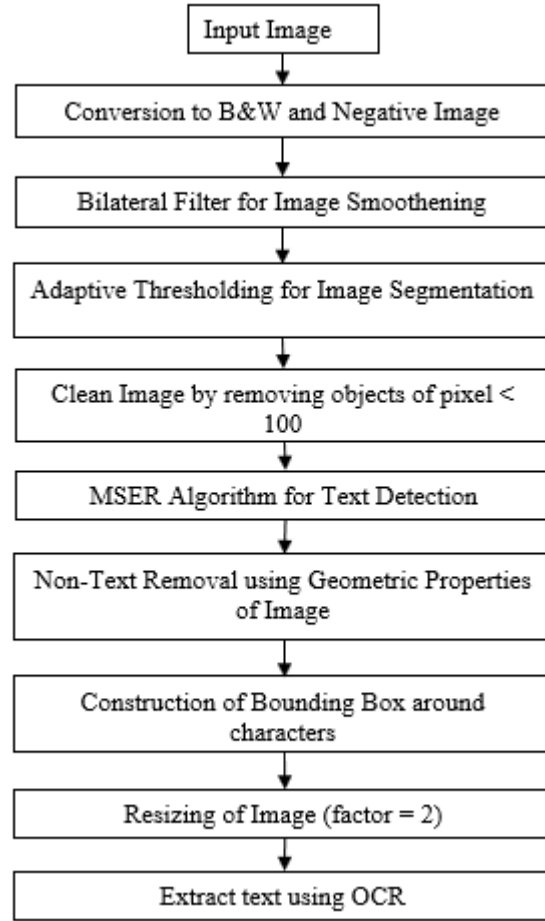 Input Image
Conversion to B&W and Negative Image
Bilateral Filter for Image Smoothening
Adaptive Thresholding for Image Segmentation
Clean Image by removing objects of pixel <
100
MSER Algorithm for Text Detection
Non-Text Removal using Geometric Properties
of Image
Construction of Bounding Box around
characters
Resizing of Image (factor = 2)
Extract text using OCR